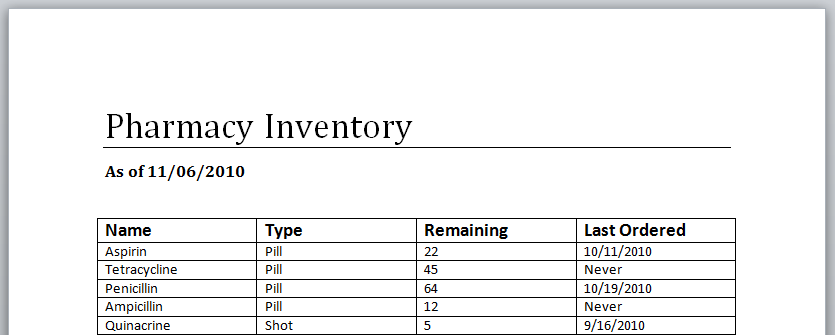 Pharmacy Inventory
As of 11/06/2010
Name Type Remaining Last Ordered
Aspirin Pill 22 10/11/2010
Tetracycline Pill 45 Never
Penicillin Pill 64 10/19/2010
Ampicillin Pill 12 Never
Quinacrine Shot 5 9/16/2010